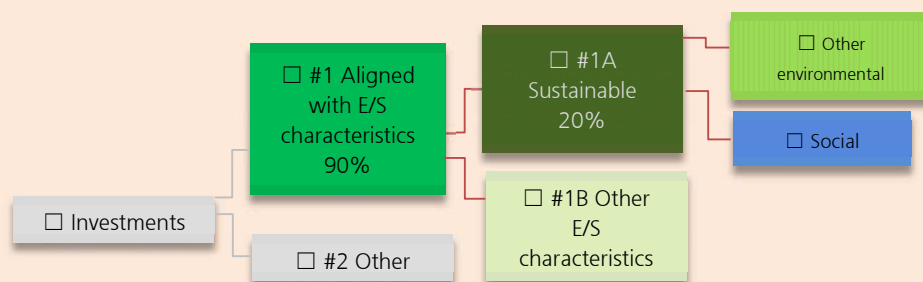 ☐ Investments
☐ #1 Aligned
with E/S
characteristics
90%
☐ #2 Other
☐ #1A
Sustainable
20%
☐ #1B Other
E/S
characteristics
☐ Other
environmental
☐ Social